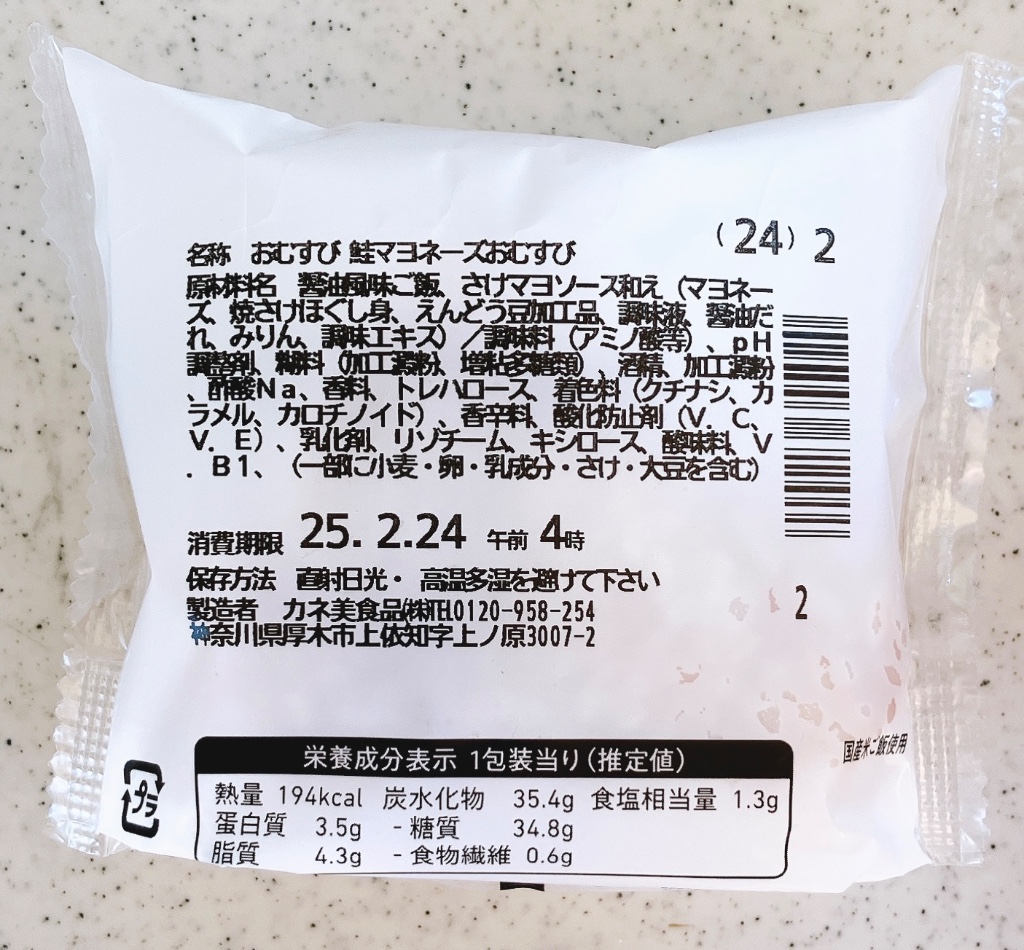 （24）2
名称　おむすび 鮭マヨネーズおむすび
原材料名　醤油風味ご飯、さけマヨソース和え（マヨネー
ズ、焼さけほぐし身、えんどう豆加工品、調味液、醤油だ
れ、みりん、調味エキス）／調味料（アミノ酸等）、pH
調整剤、糊料（加工澱粉、増粘多糖類）、酒精、加工澱粉
、酢酸Na、香料、トレハロース、着色料（クチナシ、カ
ラメル、カロチノイド）、香辛料、酸化防止剤（V．C、
V．E）、乳化剤、リゾチーム、キシロース、酸味料、V
．B1、（一部に小麦・卵・乳成分・さけ・大豆を含む）
消費期限 25.2.24 午前 4時
保存方法　直射日光・高温多湿を避けて下さい
製造者　カネ美食品㈱℡0120-958-254
神奈川県厚木市上依知字上ノ原3007-2
2
国産米ご飯使用
栄養成分表示 1包装当り（推定値）
熱量 194kcal 炭水化物 35.4g 食塩相当量 1.3g
蛋白質 3.5g -糖質 34.8g
脂質 4.3g -食物繊維 0.6g
プラ